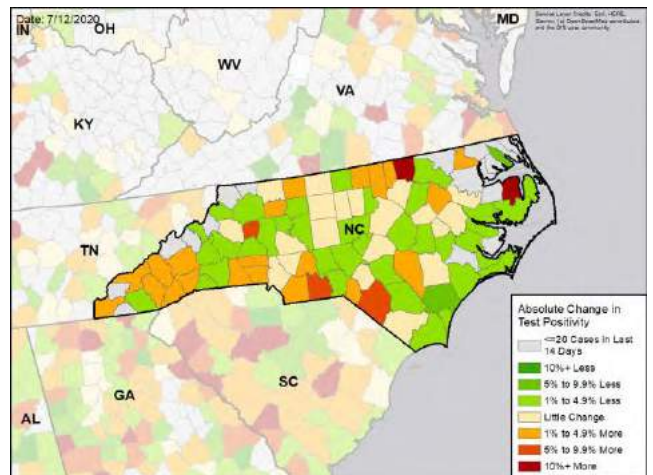 Date: 7/12/2020
MD
IN
OH
WV
VA
KY
NC
TN
SC
GA
AL
Absolute Change in
Test Positivity
<=20 Cases In Last
14 Days
10%+ Less
5% to 9.9% Less
1% to 4.9% Less
Little Change
1% to 4.9% More
5% to 9.9% More
10%+ More